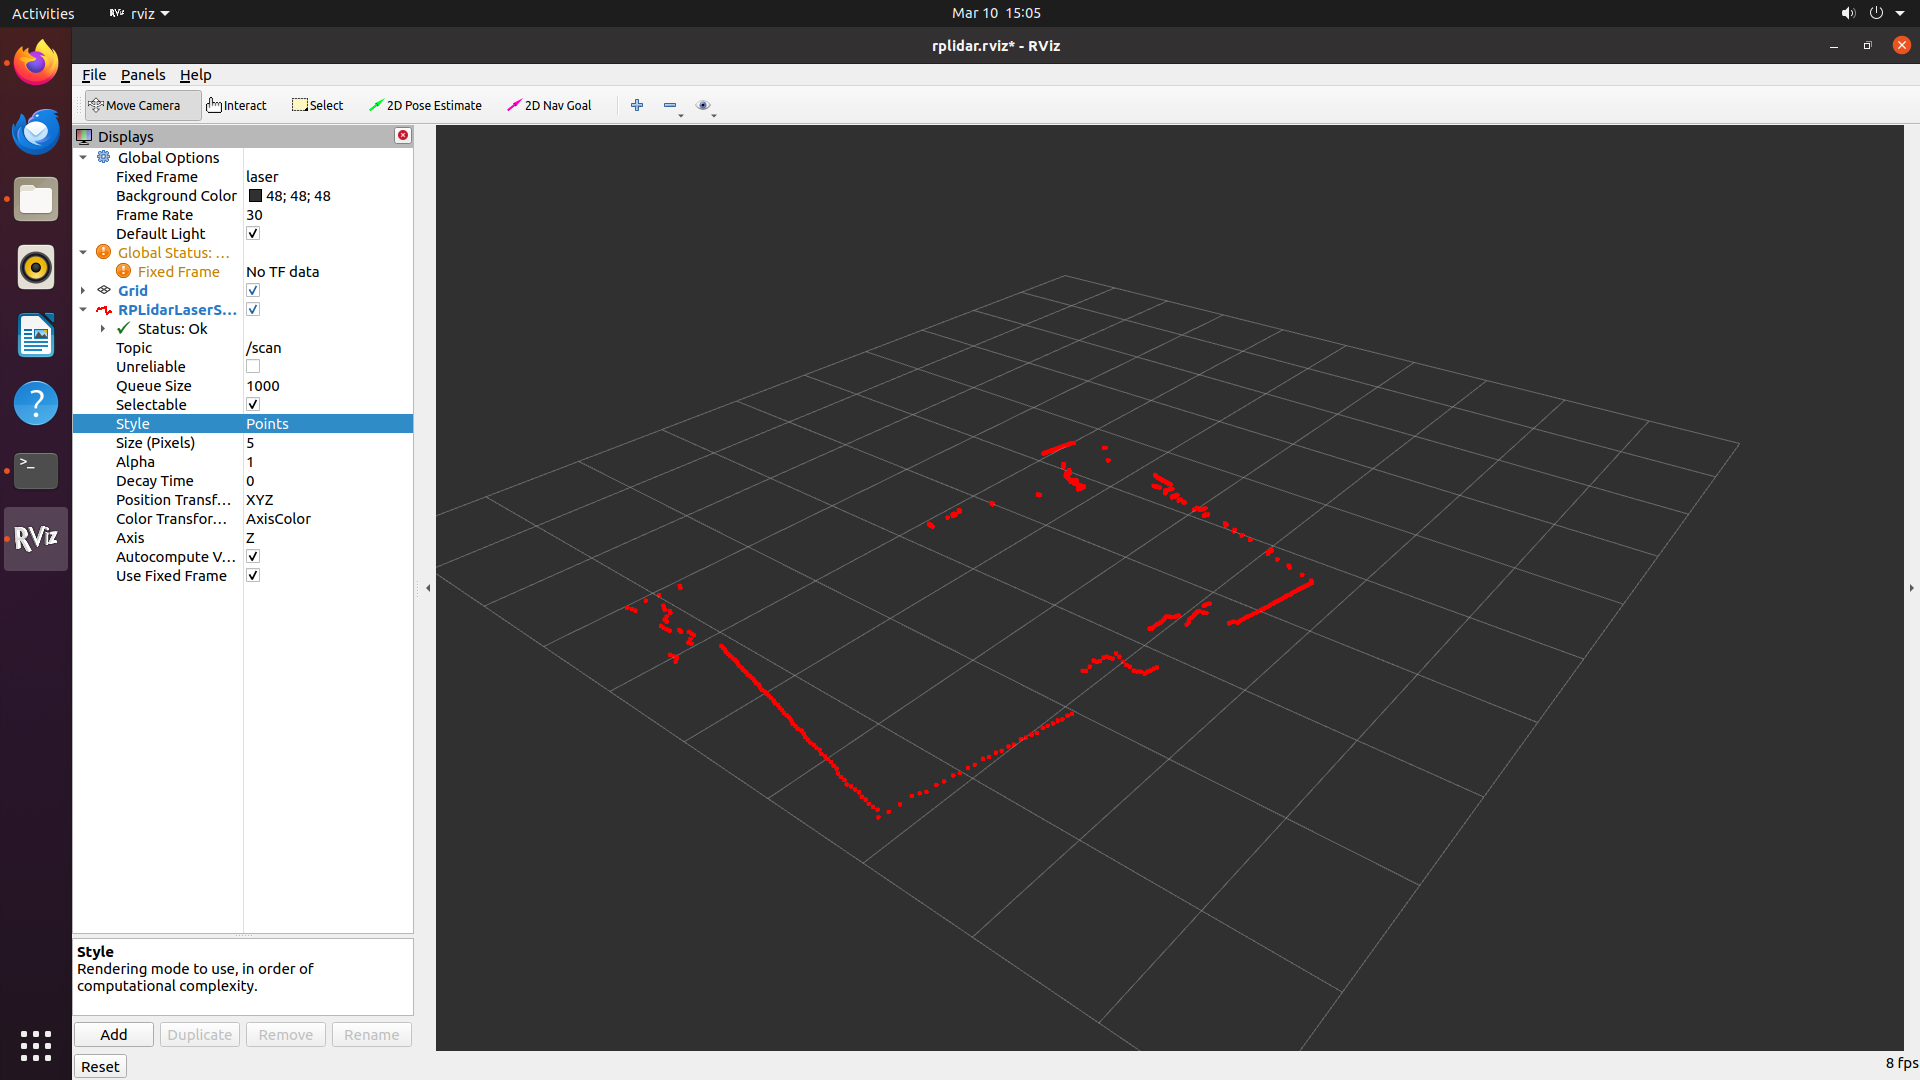 Activities
RViz rviz
Mar 10 15:05
rplidar.rviz* - RViz
File Panels Help
Move Camera Interact Select 2D Pose Estimate 2D Nav Goal
Displays
Global Options
Fixed Frame laser
Background Color 48; 48; 48
Frame Rate 30
Default Light
Global Status: ...
Fixed Frame No TF data
Grid
RPLidarLaserS...
Status: Ok
Topic /scan
Unreliable
Queue Size 1000
Selectable
Style Points
Size (Pixels) 5
Alpha 1
Decay Time 0
Position Transf... XYZ
Color Transfor... AxisColor
Axis Z
Autocompute V...
Use Fixed Frame
Style
Rendering mode to use, in order of
computational complexity.
Add Duplicate Remove Rename
Reset
8 fps
?
>_
RViz